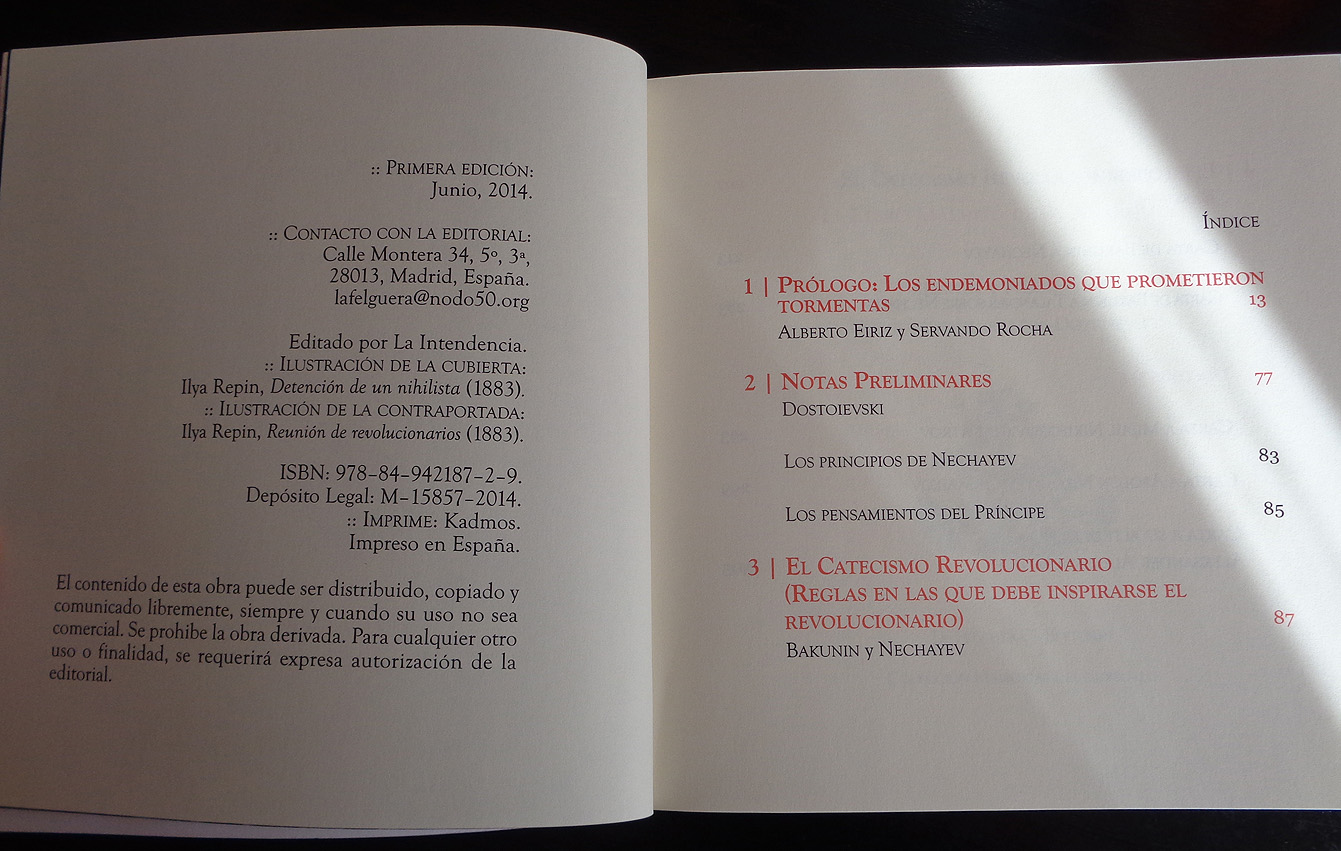 :: PRIMERA EDICIÓN:
Junio, 2014.
:: CONTACTO CON LA EDITORIAL:
Calle Montera 34, 5º, 3ª,
28013, Madrid, España.
lafelguera@nodo50.org
Editado por La Intendencia.
:: ILUSTRACIÓN DE LA CUBIERTA:
Ilya Repin, Detención de un nihilista (1883).
:: ILUSTRACIÓN DE LA CONTRAPORTADA:
Ilya Repin, Reunión de revolucionarios (1883).
ISBN: 978-84-942187-2-9.
Depósito Legal: M-15857-2014.
:: IMPRIME: Kadmos.
Impreso en España.
El contenido de esta obra puede ser distribuido, copiado y
comunicado libremente, siempre y cuando su uso no sea
comercial. Se prohibe la obra derivada. Para cualquier otro
uso o finalidad, se requerirá expresa autorización de la
editorial.
ÍNDICE
1 | PRÓLOGO: LOS ENDEMONIADOS QUE PROMETIERON
TORMENTAS 13
ALBERTO EIRIZ Y SERVANDO ROCHA
2 | NOTAS PRELIMINARES 77
DOSTOIEVSKI
LOS PRINCIPIOS DE NECHAYEV 83
LOS PENSAMIENTOS DEL PRÍNCIPE 85
3 | EL CATECISMO REVOLUCIONARIO
(REGLAS EN LAS QUE DEBE INSPIRARSE EL
REVOLUCIONARIO) 87
BAKUNIN Y NECHAYEV